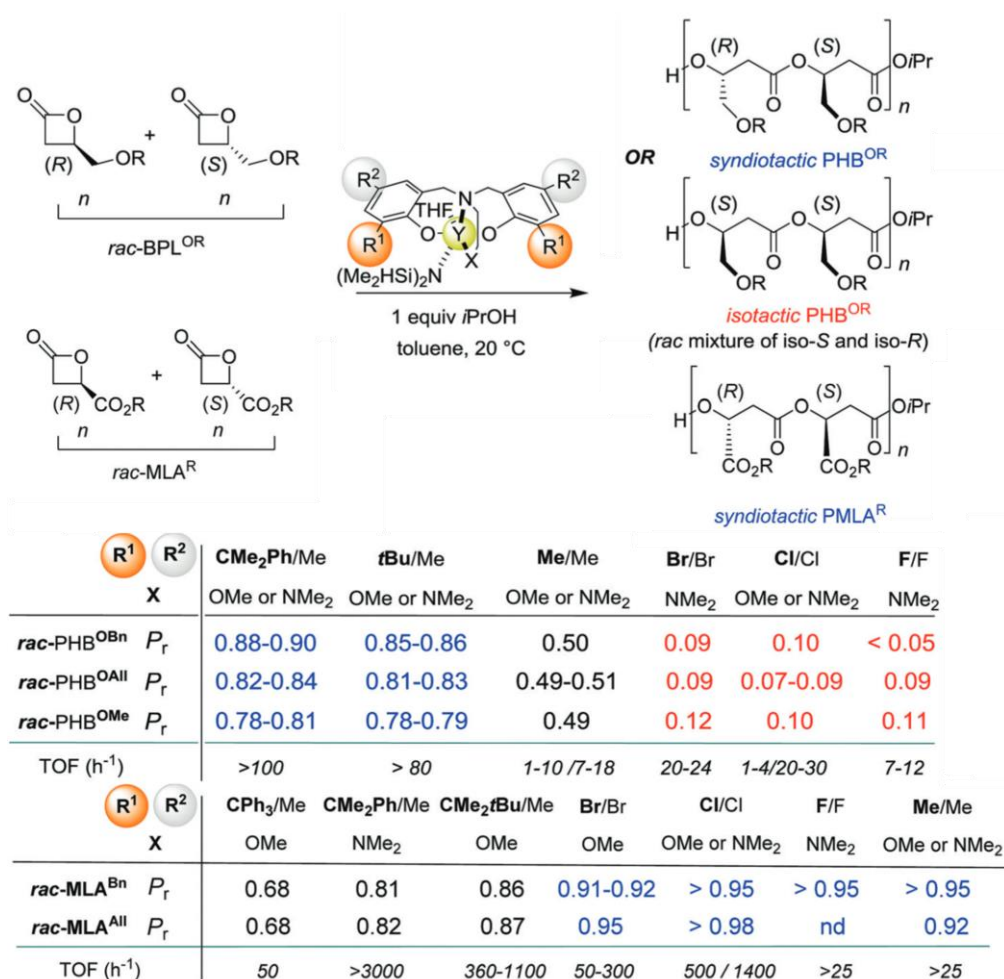 O
O
(R)
OR
n
+
O
O
(S)
OR
n
rac-BPL^OR
O
O
(R)
CO₂R
n
+
O
O
(S)
CO₂R
n
rac-MLA^R
R²
R²
N
THF
R¹
O
Y
O
R¹
X
(Me₂HSi)₂N
1 equiv iPrOH
toluene, 20 °C
(R)
(S)
H
O
O
O
O
OiPr
n
OR
OR
OR
syndiotactic PHB^OR
(S)
(S)
H
O
O
O
O
OiPr
n
OR
OR
isotactic PHB^OR
(rac mixture of iso-S and iso-R)
(R)
(S)
H
O
O
O
O
OiPr
n
CO₂R
CO₂R
syndiotactic PMLA^R
R¹ R² CMe₂Ph/Me tBu/Me Me/Me Br/Br Cl/Cl F/F
X OMe or NMe₂ OMe or NMe₂ OMe or NMe₂ NMe₂ OMe or NMe₂ NMe₂
rac-PHB^OBn Pr 0.88-0.90 0.85-0.86 0.50 0.09 0.10 < 0.05
rac-PHB^OAll Pr 0.82-0.84 0.81-0.83 0.49-0.51 0.09 0.07-0.09 0.09
rac-PHB^OMe Pr 0.78-0.81 0.78-0.79 0.49 0.12 0.10 0.11
TOF (h⁻¹) >100 > 80 1-10 /7-18 20-24 1-4/20-30 7-12
R¹ R² CPh₃/Me CMe₂Ph/Me CMe₂tBu/Me Br/Br Cl/Cl F/F Me/Me
X OMe NMe₂ OMe OMe OMe or NMe₂ NMe₂ OMe or NMe₂
rac-MLA^Bn Pr 0.68 0.81 0.86 0.91-0.92 > 0.95 > 0.95 > 0.95
rac-MLA^All Pr 0.68 0.82 0.87 0.95 > 0.98 nd 0.92
TOF (h⁻¹) 50 >3000 360-1100 50-300 500 / 1400 >25 >25